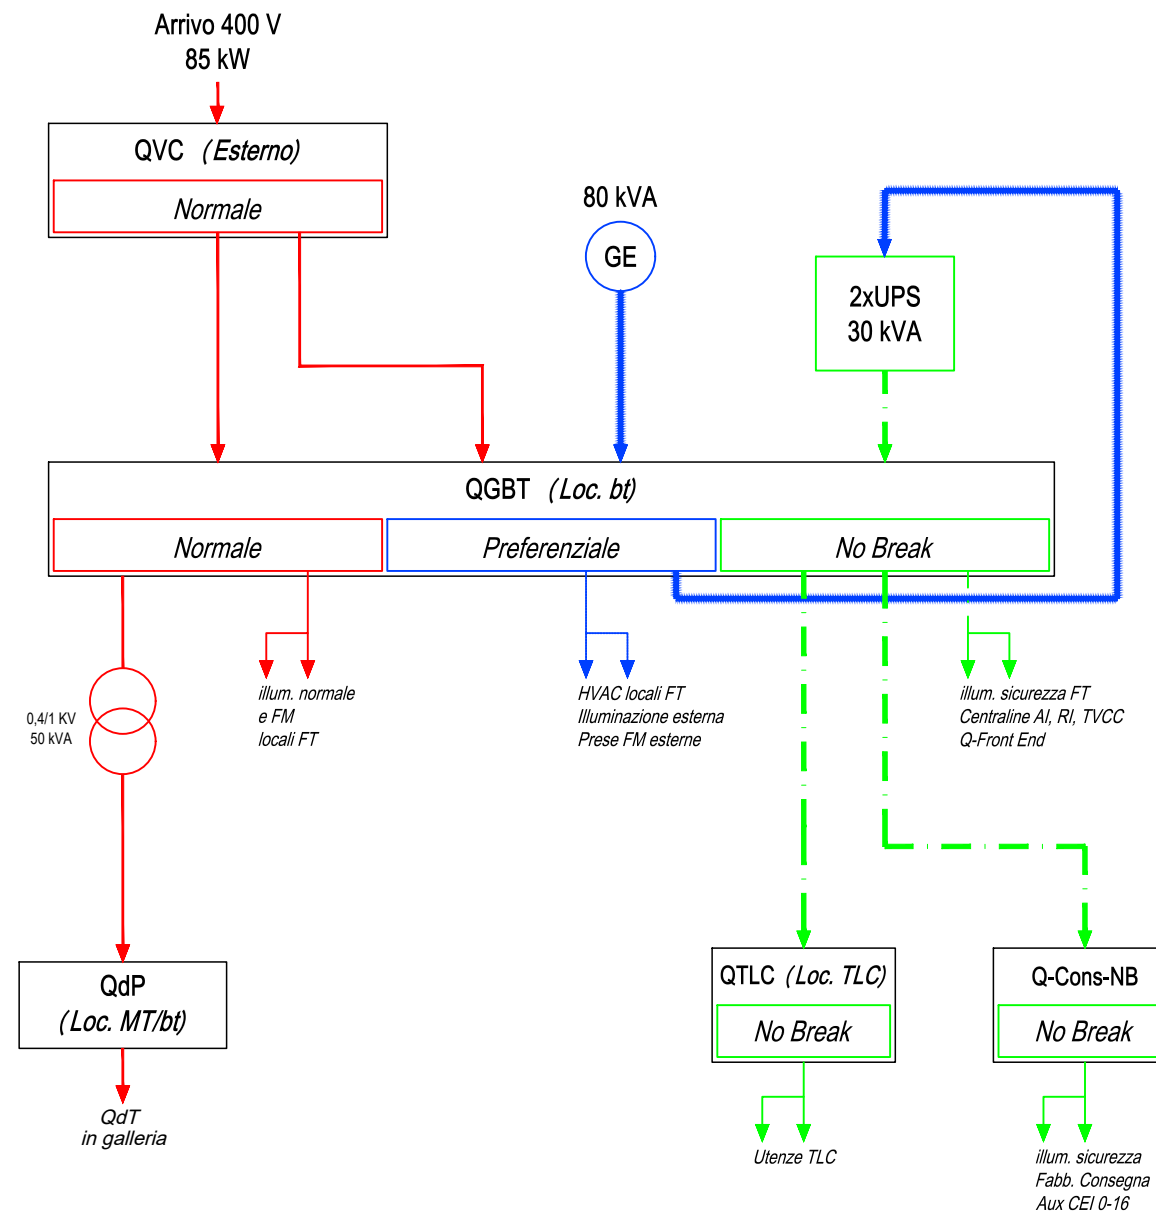 Arrivo 400 V
85 kW
QVC (Esterno)
Normale
80 kVA
GE
2xUPS
30 kVA
QGBT (Loc. bt)
Normale
Preferenziale
No Break
0,4/1 KV
50 kVA
illum. normale
e FM
locali FT
HVAC locali FT
Illuminazione esterna
Prese FM esterne
illum. sicurezza FT
Centraline AI, RI, TVCC
Q-Front End
QdP
(Loc. MT/bt)
QdT
in galleria
QTLC (Loc. TLC)
No Break
Utenze TLC
Q-Cons-NB
No Break
illum. sicurezza
Fabb. Consegna
Aux CEI 0-16